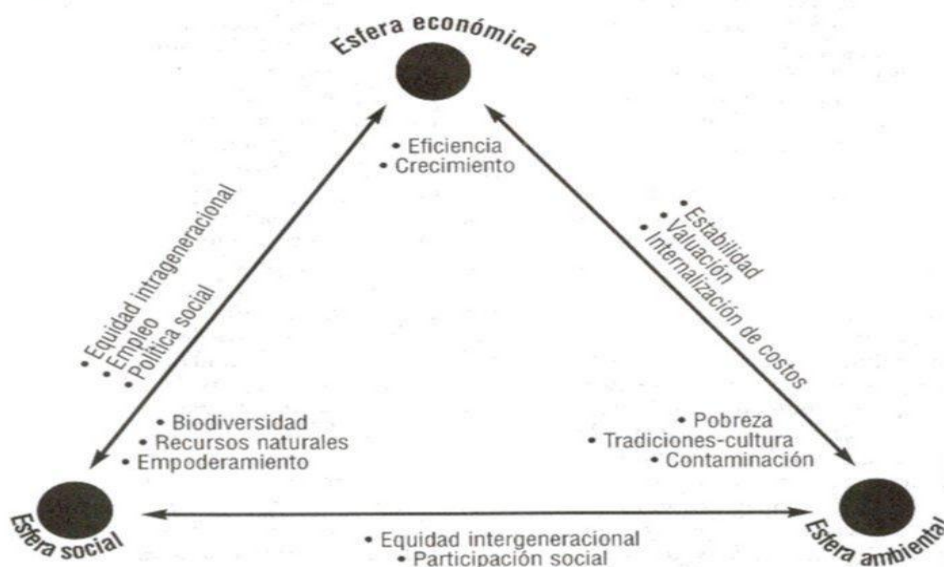 Esfera económica
• Eficiencia
• Crecimiento
• Equidad intrageneracional
• Empleo
• Política social
• Estabilidad
• Valuación
• Internalización de costos
• Biodiversidad
• Recursos naturales
• Empoderamiento
• Pobreza
• Tradiciones-cultura
• Contaminación
Esfera social
Esfera ambiental
• Equidad intergeneracional
• Participación social